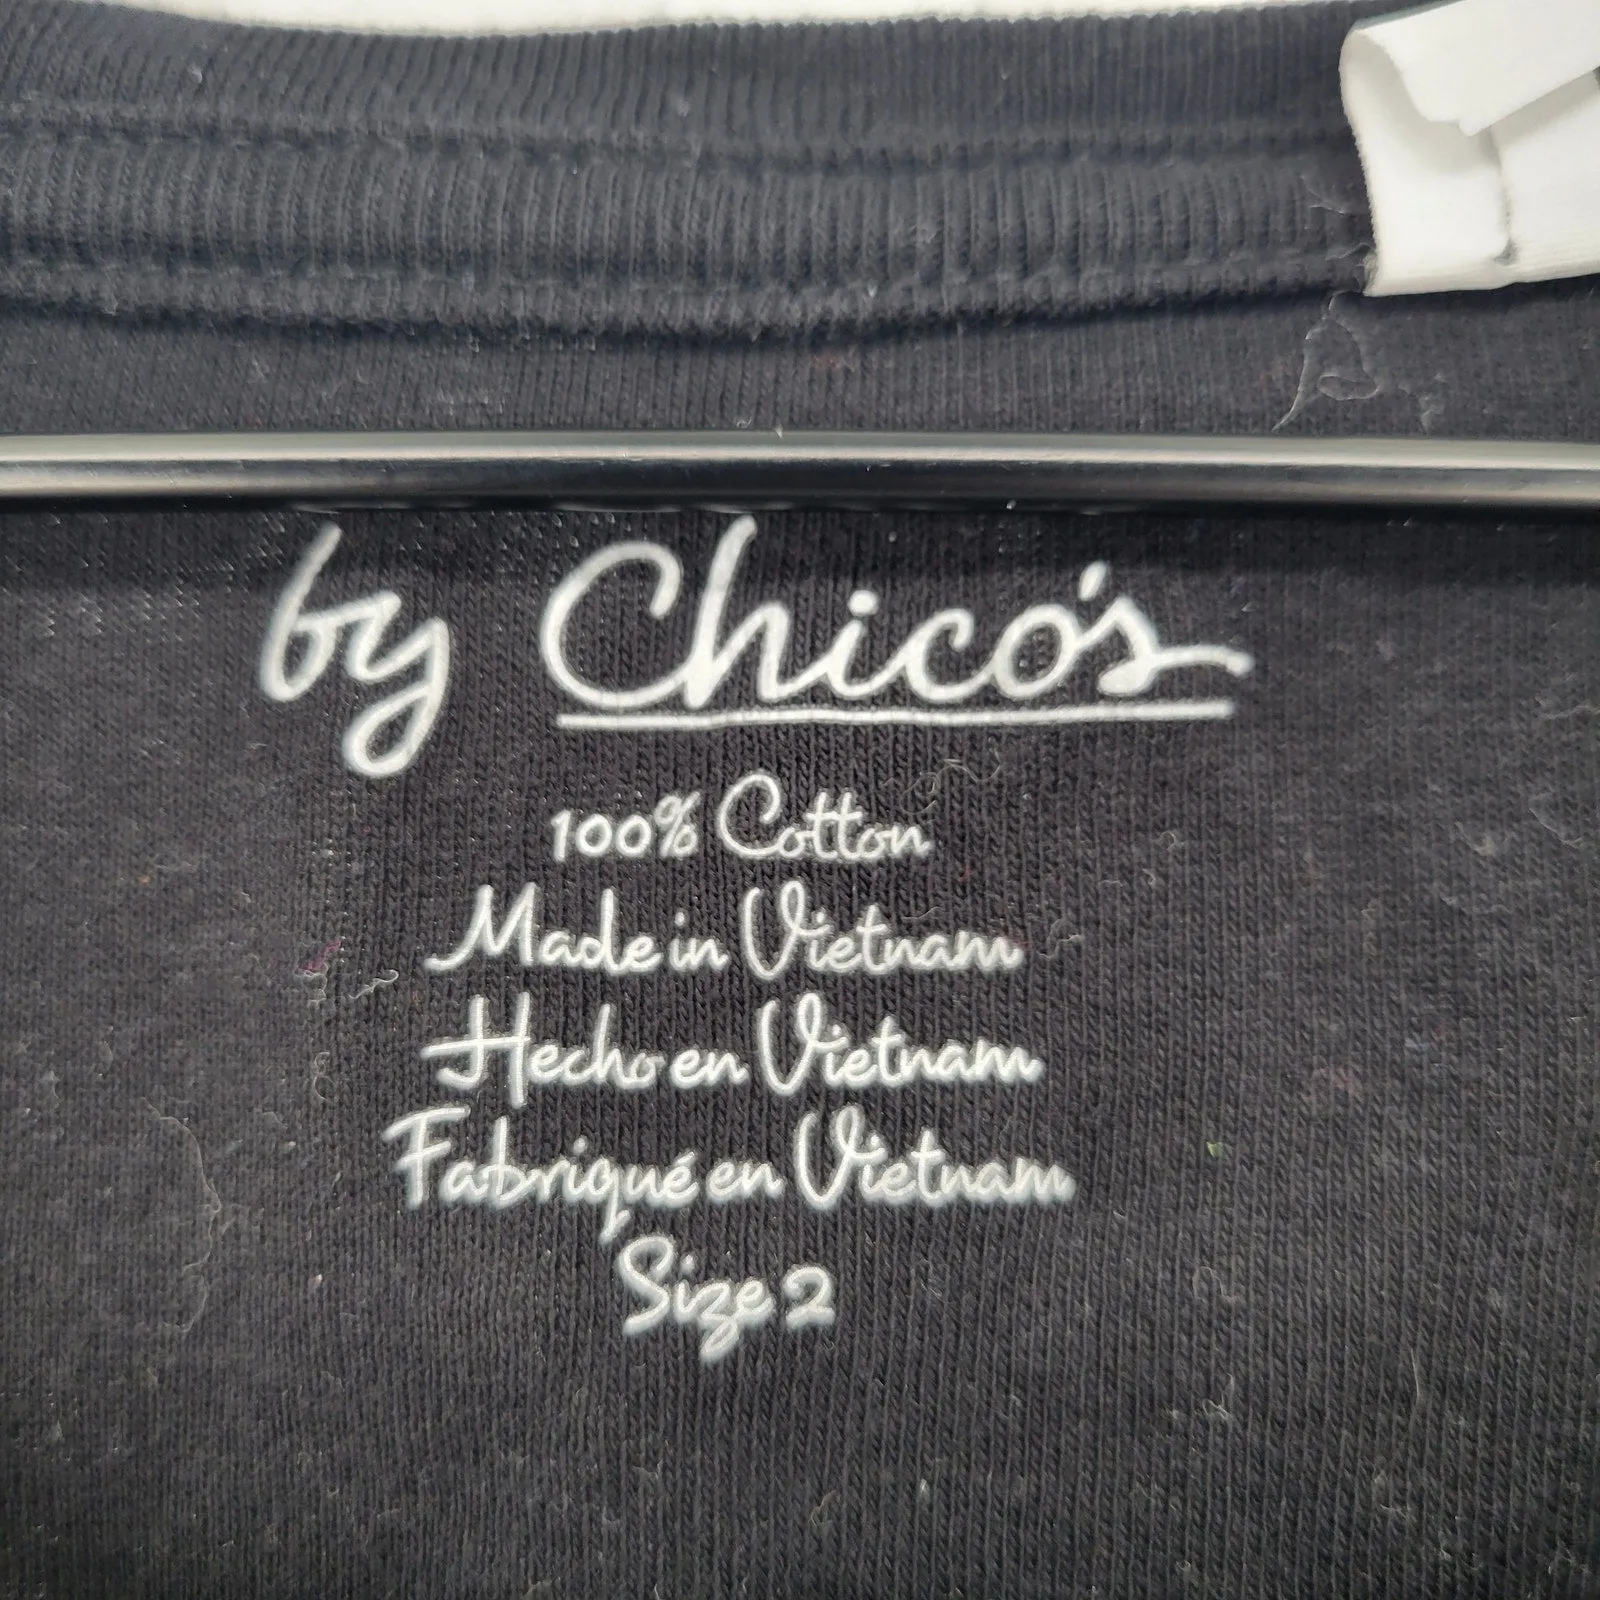 by Chico's
100% Cotton
Made in Vietnam
Hecho en Vietnam
Fabriqué en Vietnam
Size 2